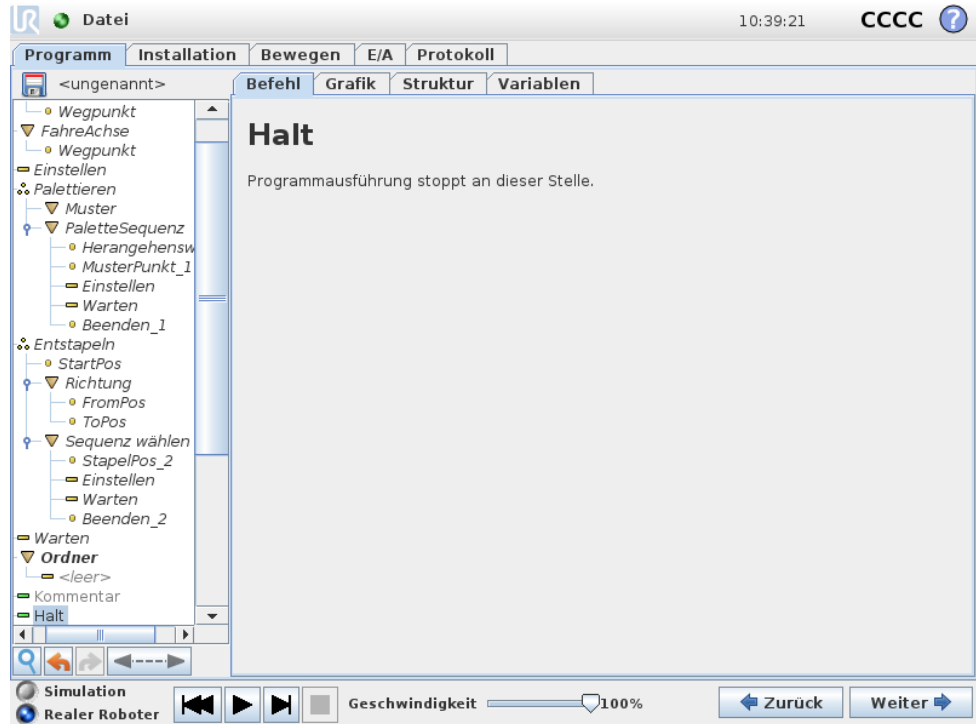 UR Datei 10:39:21 CCCC ?
Programm Installation Bewegen E/A Protokoll
<ungenannt>
Befehl Grafik Struktur Variablen
Wegpunkt
FahreAchse
Wegpunkt
Einstellen
Palettieren
Muster
PaletteSequenz
Herangehensw
MusterPunkt_1
Einstellen
Warten
Beenden_1
Entstapeln
StartPos
Richtung
FromPos
ToPos
Sequenz wählen
StapelPos_2
Einstellen
Warten
Beenden_2
Warten
Ordner
<leer>
Kommentar
Halt
Halt
Programmausführung stoppt an dieser Stelle.
Simulation
Realer Roboter
Geschwindigkeit 100%
Zurück Weiter